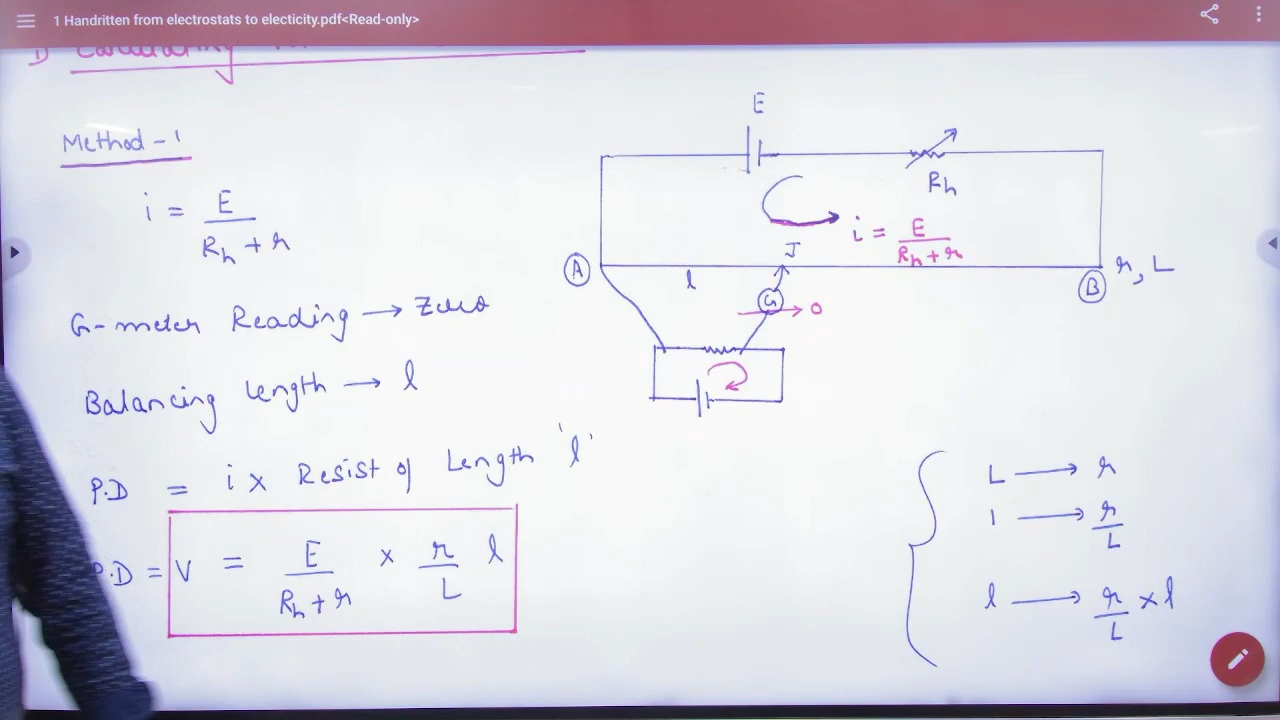 1 Handritten from electrostats to electicity.pdf<Read-only>
Method - 1
i = E / (Rh + r)
G-meter Reading → Zero
Balancing length → l
P.D = i x Resist of Length 'l'
P.D = V = E / (Rh + r) x r / L l
E
Rh
i = E / (Rh + r)
J
A
l
B
r, L
G
0
L → r
1 → r / L
l → r / L x l